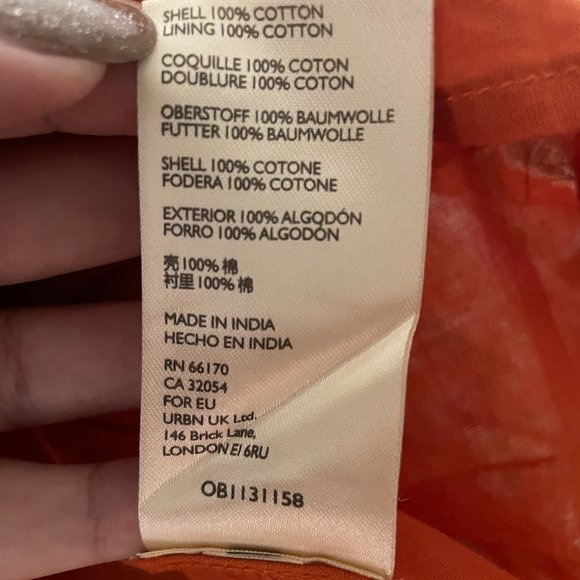 SHELL 100% COTTON
LINING 100% COTTON
COQUILLE 100% COTON
DOUBLURE 100% COTON
OBERSTOFF 100% BAUMWOLLE
FUTTER 100% BAUMWOLLE
SHELL 100% COTONE
FODERA 100% COTONE
EXTERIOR 100% ALGODÓN
FORRO 100% ALGODÓN
壳100% 棉
衬里100% 棉
MADE IN INDIA
HECHO EN INDIA
RN 66170
CA 32054
FOR EU
URBN UK Ltd.
146 Brick Lane,
LONDON E1 6RU
OB1131158